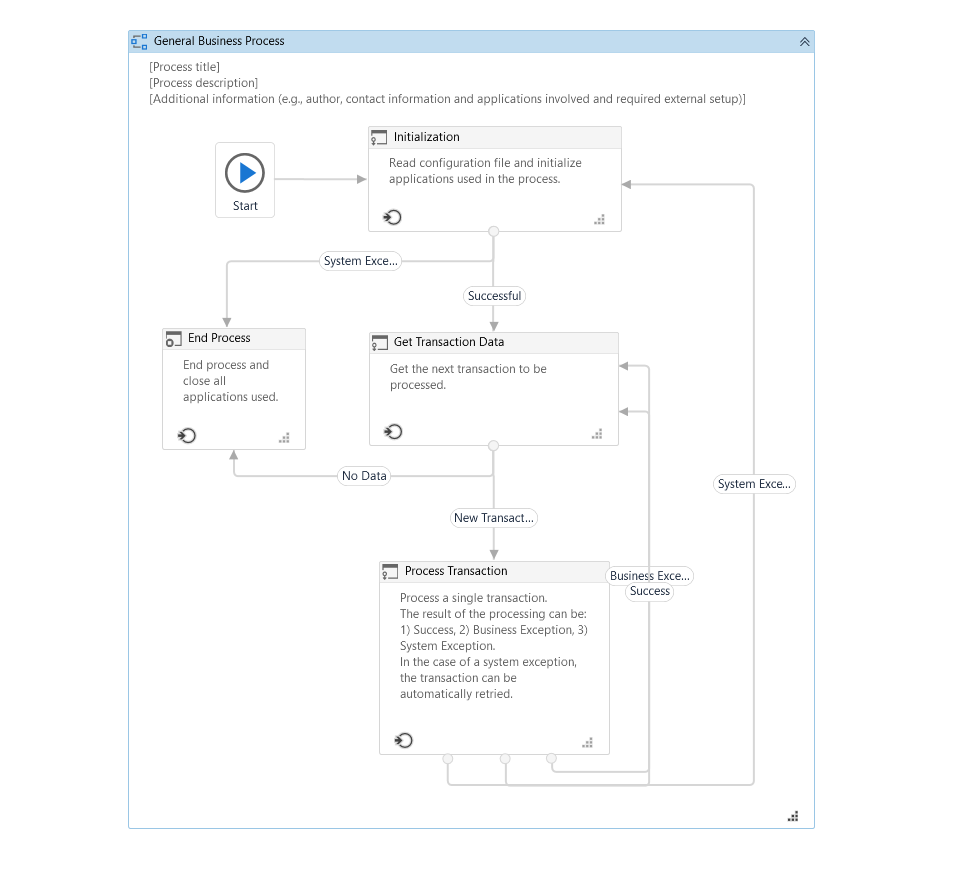 General Business Process
[Process title]
[Process description]
[Additional information (e.g., author, contact information and applications involved and required external setup)]
Initialization
Read configuration file and initialize
applications used in the process.
Start
System Exce...
Successful
End Process
End process and
close all
applications used.
Get Transaction Data
Get the next transaction to be
processed.
No Data
System Exce...
New Transact...
Process Transaction
Process a single transaction.
The result of the processing can be:
1) Success, 2) Business Exception, 3)
System Exception.
In the case of a system exception,
the transaction can be
automatically retried.
Business Exce...
Success